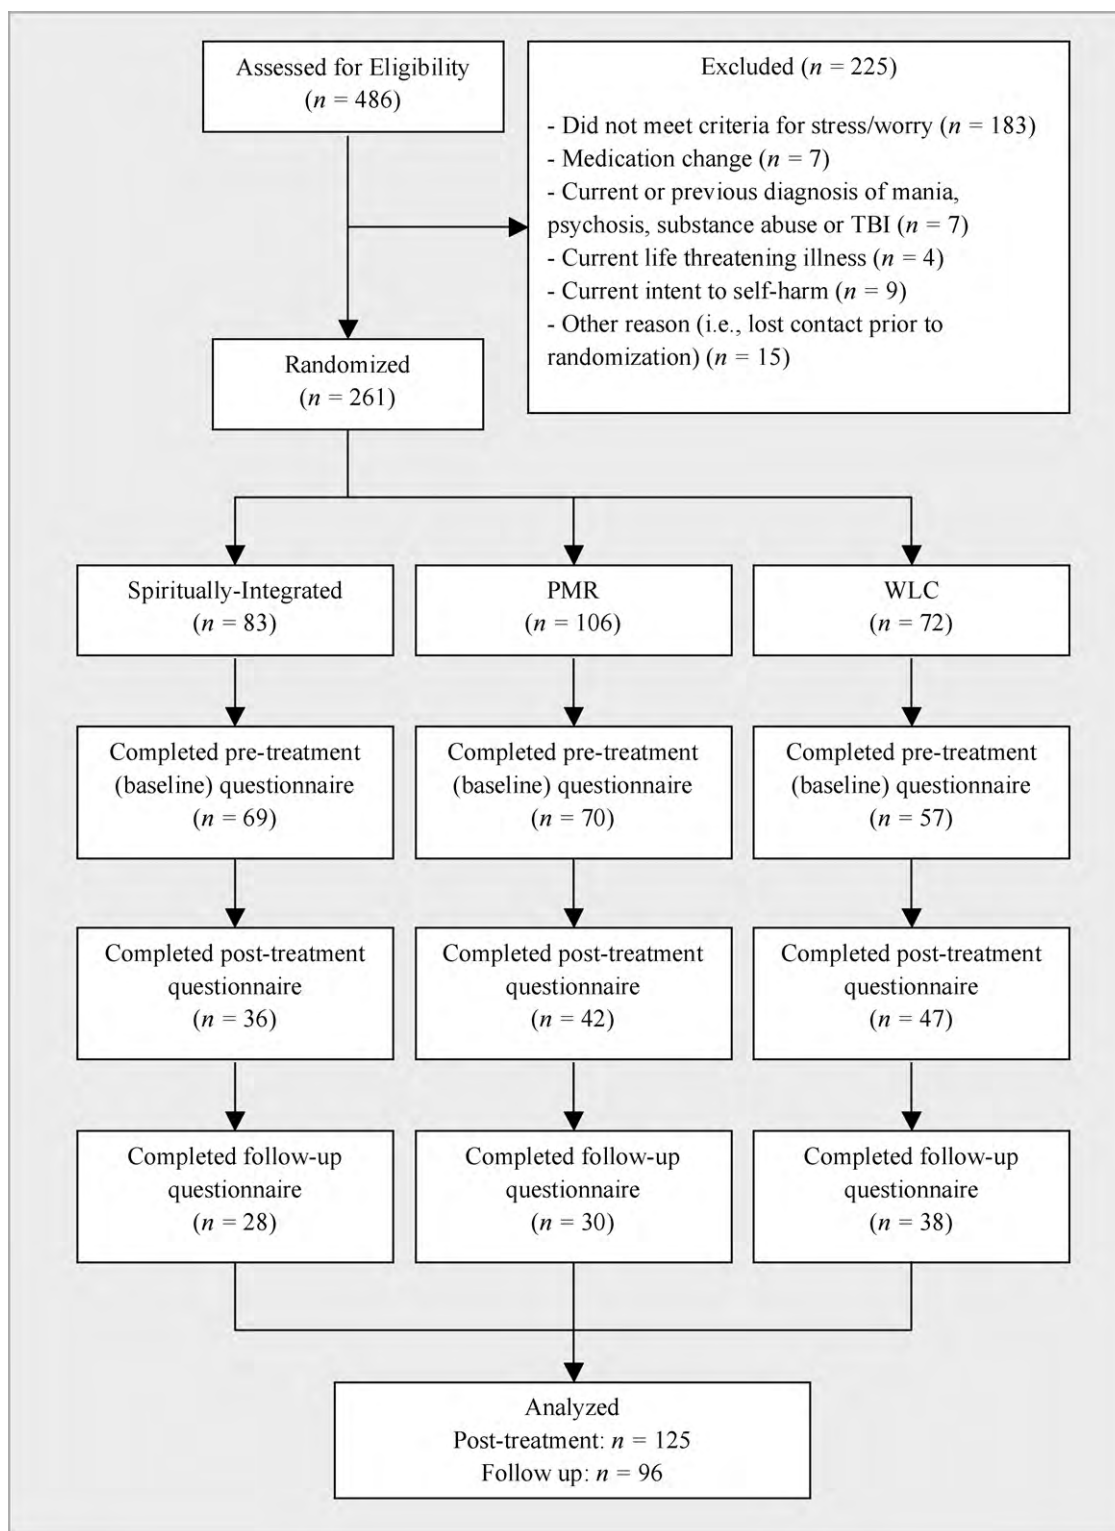 Assessed for Eligibility
(n = 486)
Excluded (n = 225)
- Did not meet criteria for stress/worry (n = 183)
- Medication change (n = 7)
- Current or previous diagnosis of mania,
psychosis, substance abuse or TBI (n = 7)
- Current life threatening illness (n = 4)
- Current intent to self-harm (n = 9)
- Other reason (i.e., lost contact prior to
randomization) (n = 15)
Randomized
(n = 261)
Spiritually-Integrated
(n = 83)
PMR
(n = 106)
WLC
(n = 72)
Completed pre-treatment
(baseline) questionnaire
(n = 69)
Completed pre-treatment
(baseline) questionnaire
(n = 70)
Completed pre-treatment
(baseline) questionnaire
(n = 57)
Completed post-treatment
questionnaire
(n = 36)
Completed post-treatment
questionnaire
(n = 42)
Completed post-treatment
questionnaire
(n = 47)
Completed follow-up
questionnaire
(n = 28)
Completed follow-up
questionnaire
(n = 30)
Completed follow-up
questionnaire
(n = 38)
Analyzed
Post-treatment: n = 125
Follow up: n = 96